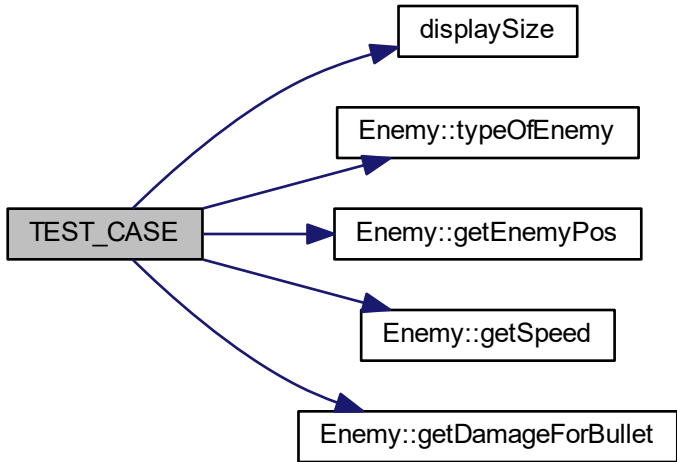 displaySize
Enemy::typeOfEnemy
TEST_CASE
Enemy::getEnemyPos
Enemy::getSpeed
Enemy::getDamageForBullet